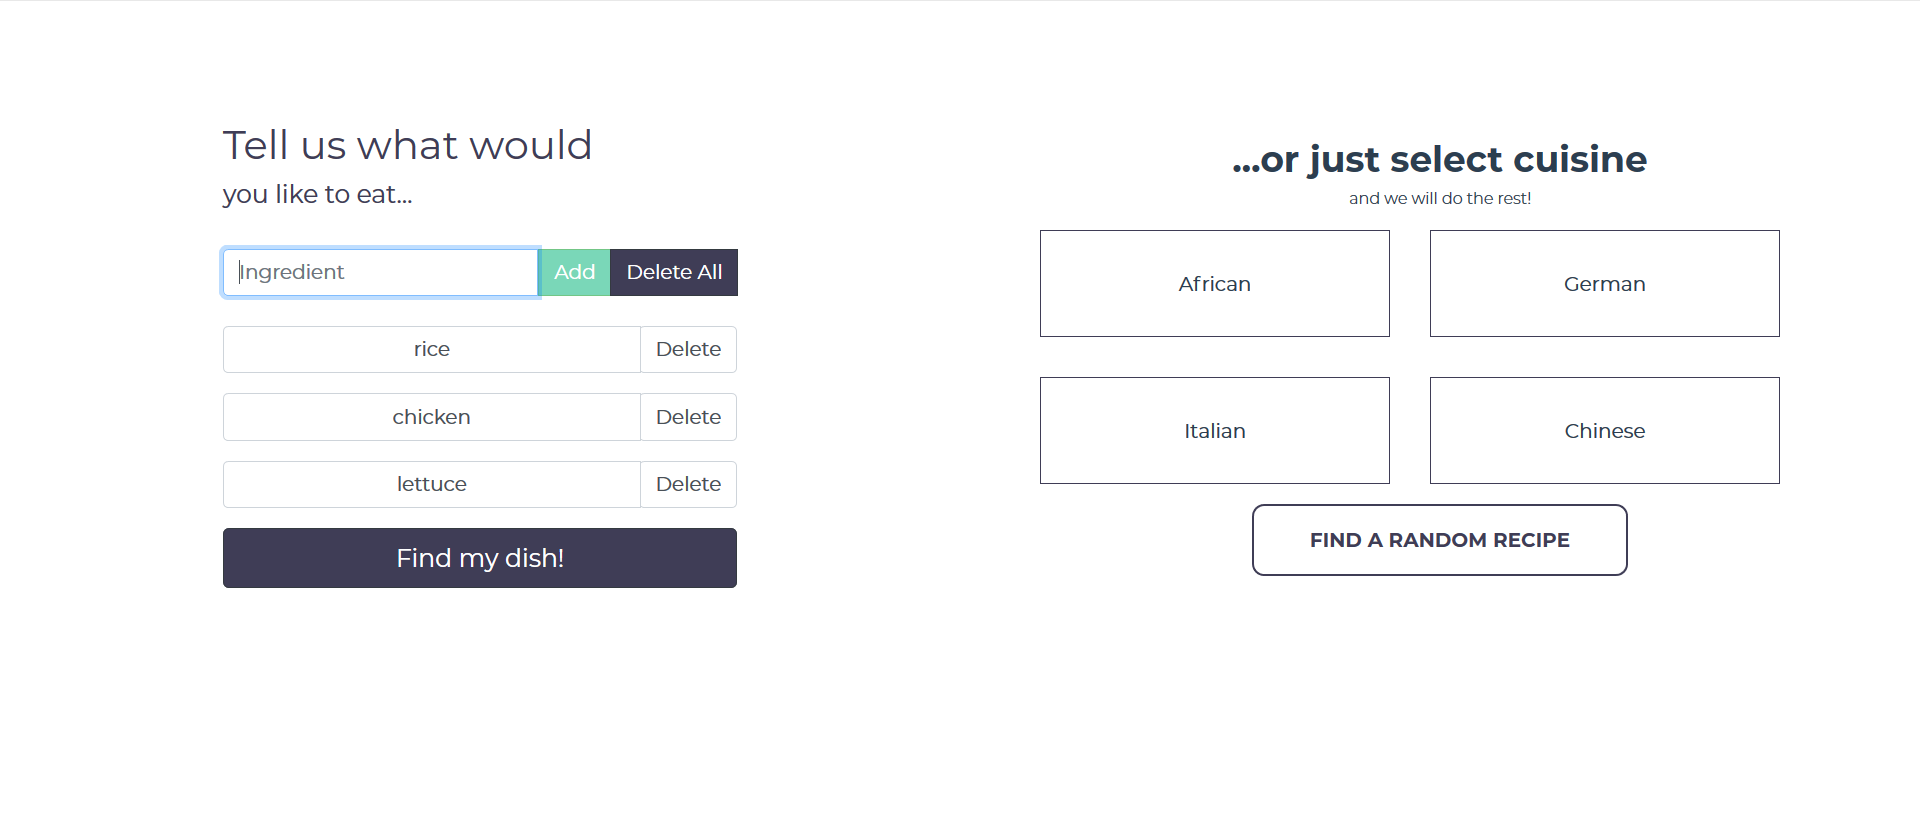 Tell us what would
you like to eat...
Ingredient Add Delete All
rice Delete
chicken Delete
lettuce Delete
Find my dish!
...or just select cuisine
and we will do the rest!
African German
Italian Chinese
FIND A RANDOM RECIPE